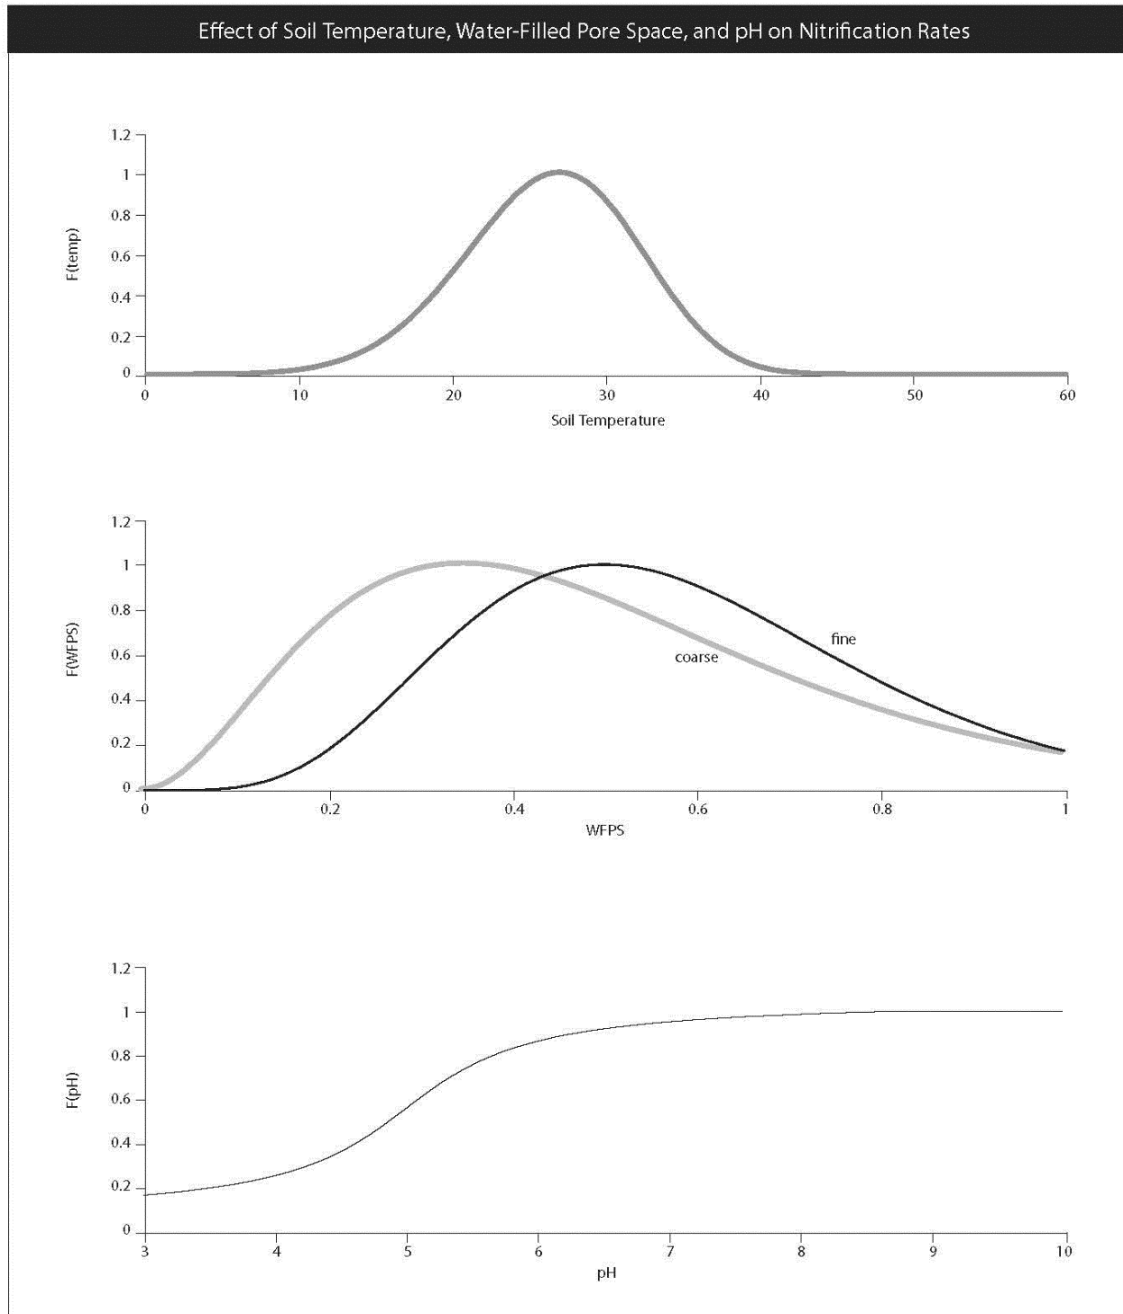 Effect of Soil Temperature, Water-Filled Pore Space, and pH on Nitrification Rates
1.2
1
0.8
0.6
0.4
0.2
0
F(temp)
0 10 20 30 40 50 60
Soil Temperature
1.2
1
0.8
0.6
0.4
0.2
0
F(WFPS)
fine
coarse
0 0.2 0.4 0.6 0.8 1
WFPS
1.2
1
0.8
0.6
0.4
0.2
0
F(pH)
3 4 5 6 7 8 9 10
pH